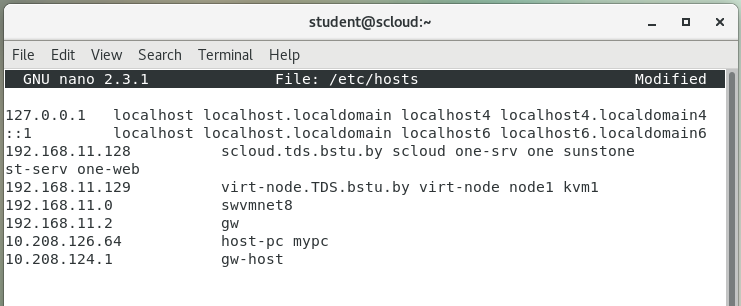 student@scloud:~
File Edit View Search Terminal Help
GNU nano 2.3.1 File: /etc/hosts Modified
127.0.0.1 localhost localhost.localdomain localhost4 localhost4.localdomain4
::1 localhost localhost.localdomain localhost6 localhost6.localdomain6
192.168.11.128 scloud.tds.bstu.by scloud one-srv one sunstone
st-serv one-web
192.168.11.129 virt-node.TDS.bstu.by virt-node node1 kvm1
192.168.11.0 swvmnet8
192.168.11.2 gw
10.208.126.64 host-pc mypc
10.208.124.1 gw-host